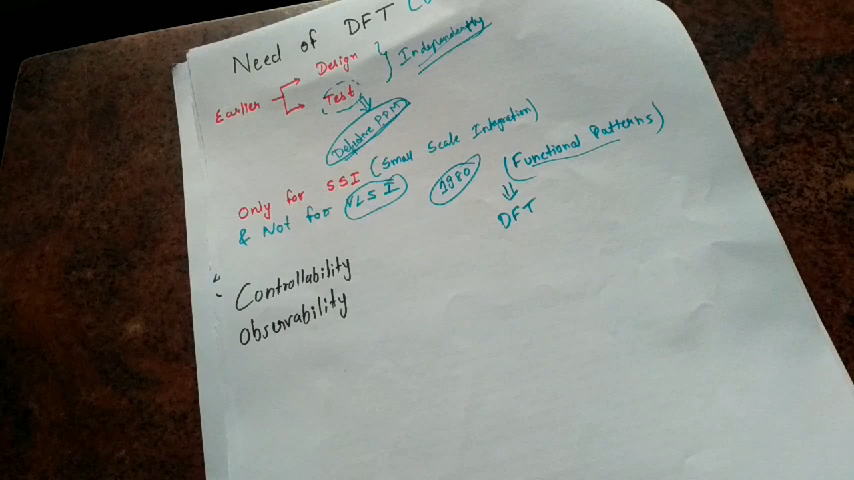 Need of DFT
Earlier Design
Test
Independently
Defective PPM
Only for SSI (Small Scale Integration)
& Not for VLSI 1980 (Functional Patterns)
DFT
Controllability
Observability